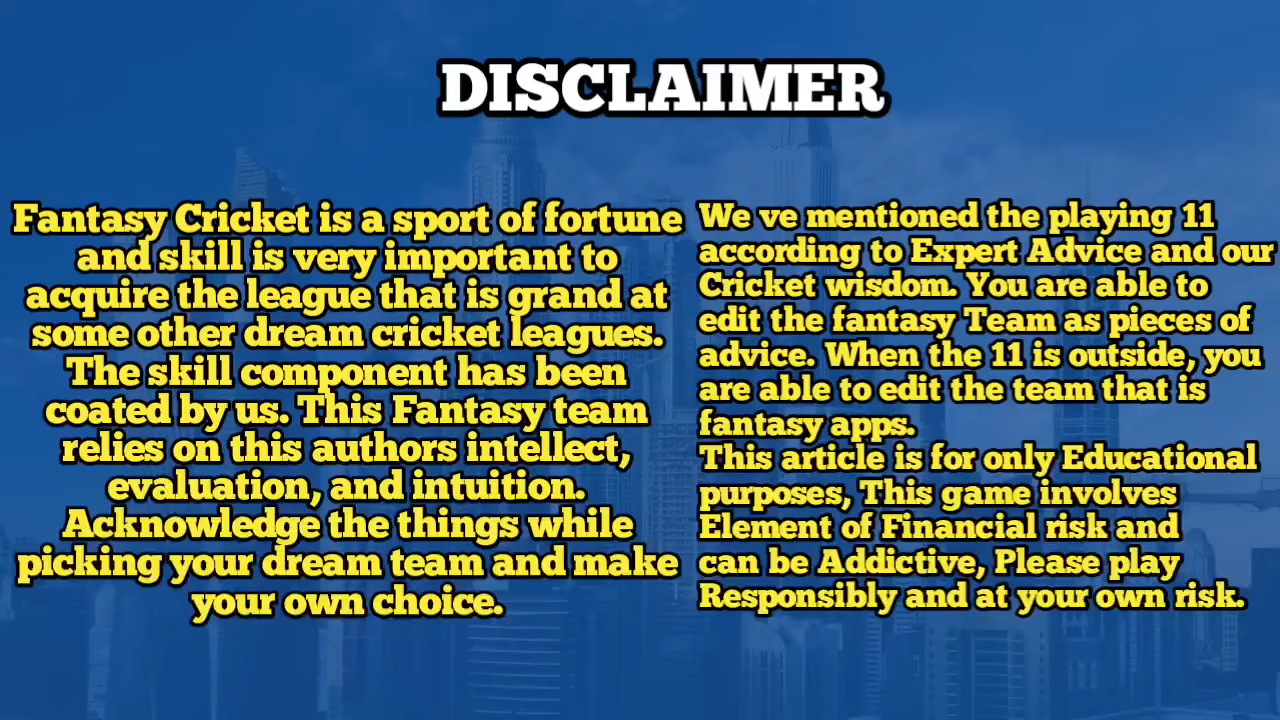 DISCLAIMER
Fantasy Cricket is a sport of fortune
and skill is very important to
acquire the league that is grand at
some other dream cricket leagues.
The skill component has been
coated by us. This Fantasy team
relies on this authors intellect,
evaluation, and intuition.
Acknowledge the things while
picking your dream team and make
your own choice.
We ve mentioned the playing 11
according to Expert Advice and our
Cricket wisdom. You are able to
edit the fantasy Team as pieces of
advice. When the 11 is outside, you
are able to edit the team that is
fantasy apps.
This article is for only Educational
purposes, This game involves
Element of Financial risk and
can be Addictive, Please play
Responsibly and at your own risk.